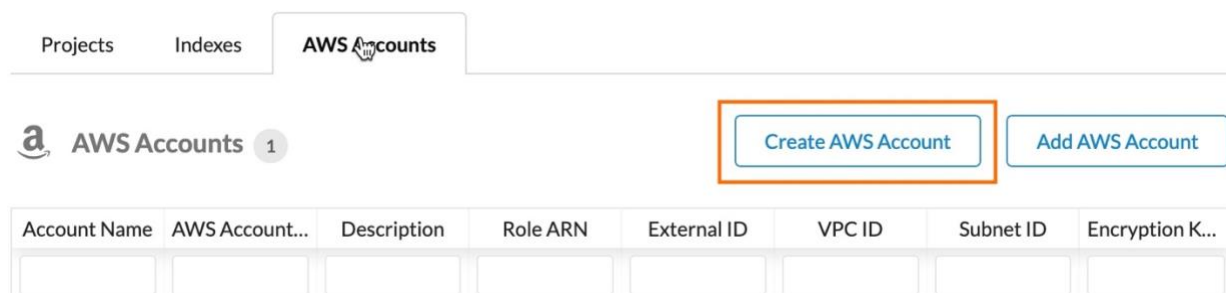 Projects Indexes AWS Accounts
AWS Accounts 1 Create AWS Account Add AWS Account
Account Name AWS Account... Description Role ARN External ID VPC ID Subnet ID Encryption K...